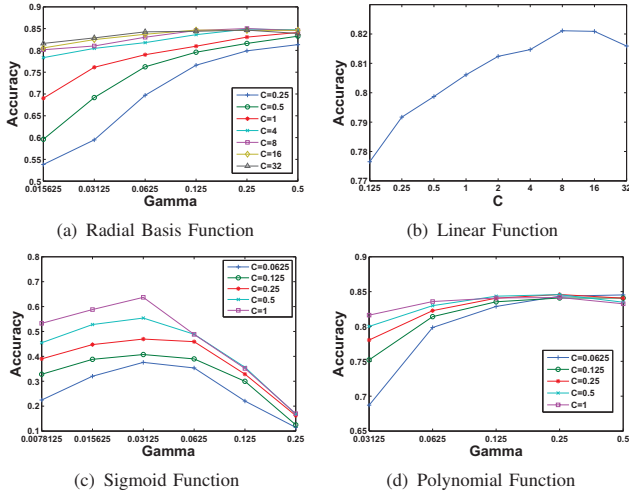 0.9
0.85
0.8
0.75
0.7
0.65
0.6
0.55
0.5
Accuracy
C=0.25
C=0.5
C=1
C=4
C=8
C=16
C=32
0.015625 0.03125 0.0625 0.125 0.25 0.5
Gamma
(a) Radial Basis Function
0.83
0.82
0.81
0.8
0.79
0.78
0.77
Accuracy
0.125 0.25 0.5 1 2 4 8 16 32
C
(b) Linear Function
0.8
0.7
0.6
0.5
0.4
0.3
0.2
0.1
Accuracy
C=0.0625
C=0.125
C=0.25
C=0.5
C=1
0.0078125 0.015625 0.03125 0.0625 0.125 0.25
Gamma
(c) Sigmoid Function
0.9
0.85
0.8
0.75
0.7
0.65
Accuracy
C=0.0625
C=0.125
C=0.25
C=0.5
C=1
0.03125 0.0625 0.125 0.25 0.5
Gamma
(d) Polynomial Function